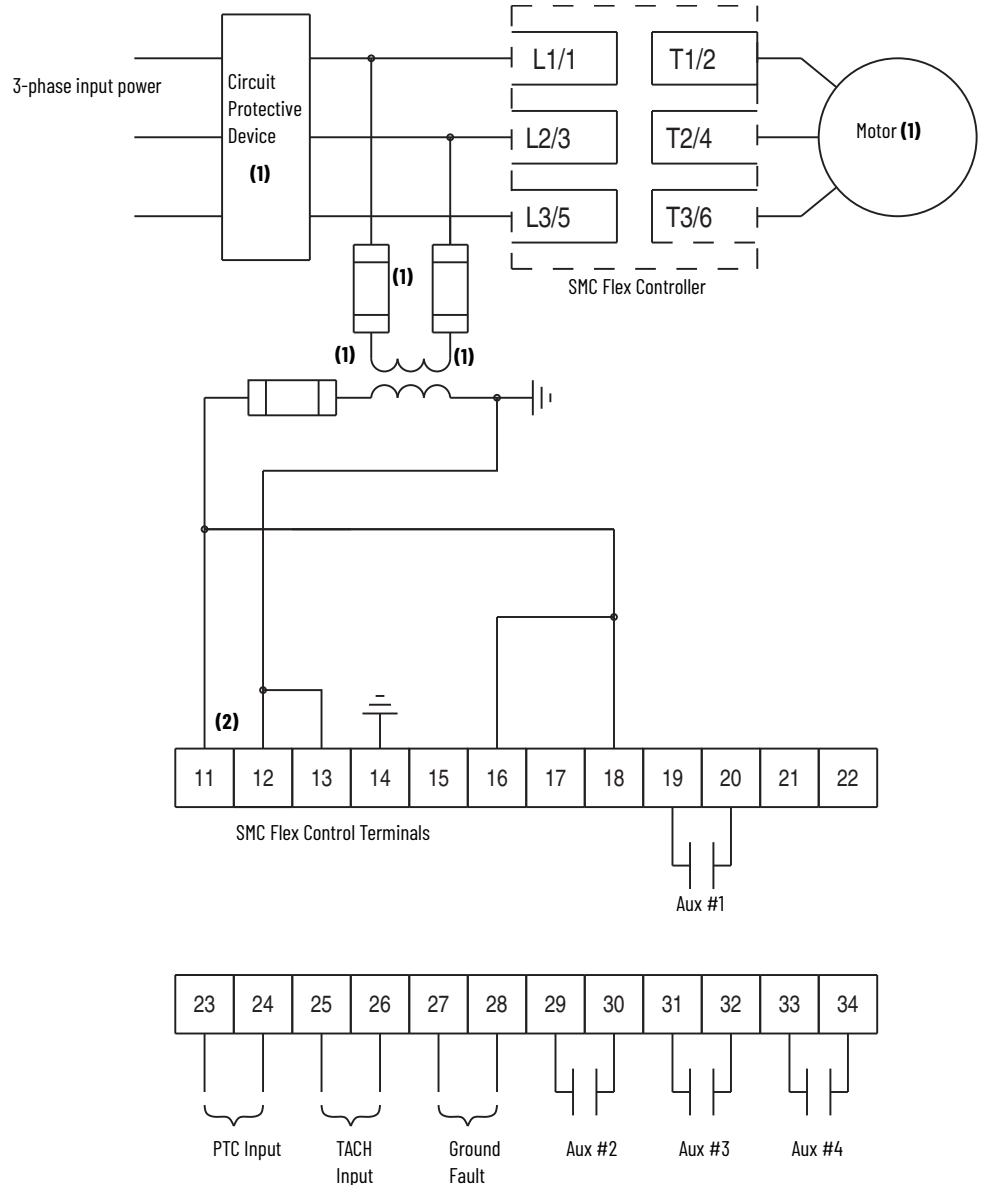 3-phase input power
Circuit
Protective
Device
(1)
L1/1
T1/2
L2/3
T2/4
L3/5
T3/6
Motor (1)
SMC Flex Controller
(1)
(1)
(1)
(2)
11 12 13 14 15 16 17 18 19 20 21 22
SMC Flex Control Terminals
Aux #1
23 24 25 26 27 28 29 30 31 32 33 34
PTC Input
TACH
Input
Ground
Fault
Aux #2
Aux #3
Aux #4